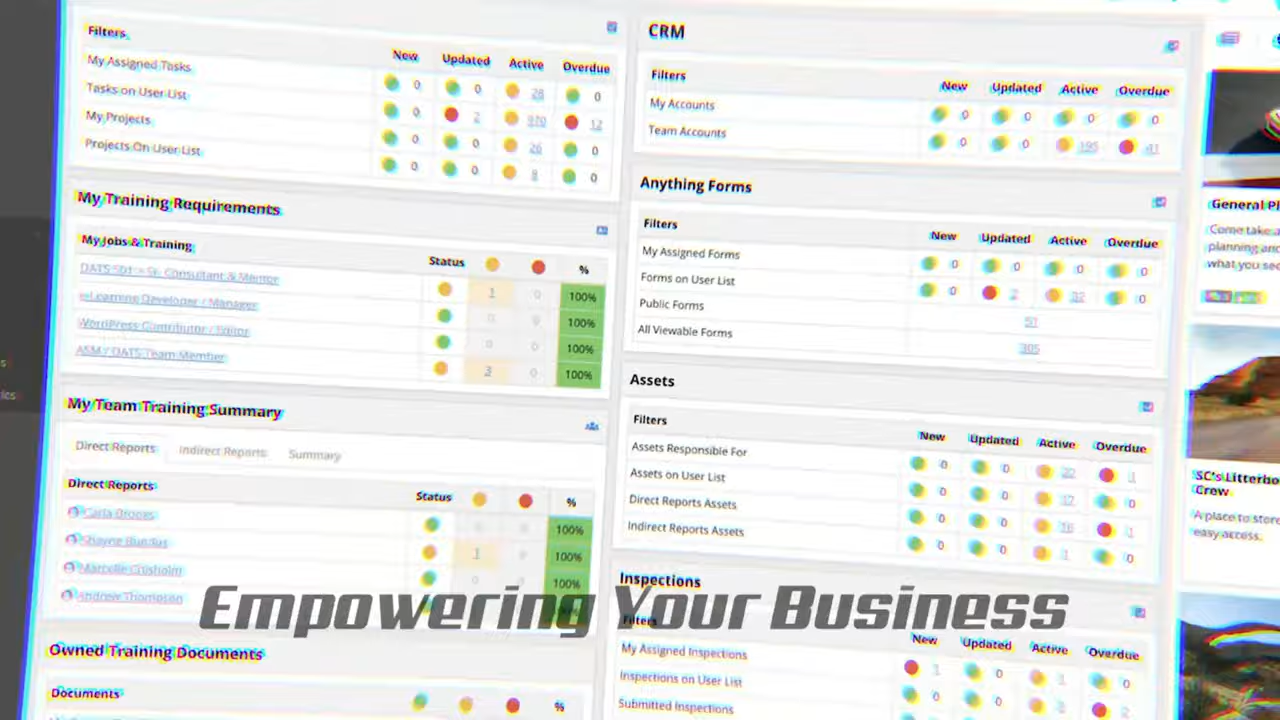 Filters
New Updated Active Overdue
My Assigned Tasks 0 0 28 0
Tasks on User List 0 2 970 12
My Projects 0 0 26 0
Projects On User List 0 0 8 0
My Training Requirements
My Jobs & Training Status %
DATS 501 - Sr. Consultant & Mentor 1 0 100%
eLearning Developer / Manager 0 0 100%
WordPress Contributor / Editor 0 0 100%
ASM / DATS Team Member 3 0 100%
My Team Training Summary
Direct Reports Indirect Reports Summary
Direct Reports Status %
Carla Brooks 100%
Shayne 1 0 100%
Marcelle Chisholm 0 0 100%
Andrew Thompson
Owned Training Documents
Documents %
CRM
Filters New Updated Active Overdue
My Accounts 0 0 0 0
Team Accounts 0 0 195 41
Anything Forms
Filters New Updated Active Overdue
My Assigned Forms 0 0 0 0
Forms on User List 0 2 32 0
Public Forms 51
All Viewable Forms 305
Assets
Filters New Updated Active Overdue
Assets Responsible For 0 0 22 1
Assets on User List 0 0 17 0
Direct Reports Assets 0 0 16 1
Indirect Reports Assets 0 0 1 0
Inspections
Filters New Updated Active Overdue
My Assigned Inspections 1 0 1 0
Inspections on User List 0 0
Submitted Inspections
General
Come take a
planning and
what you see
SC's
Crew
A place to store
easy access.
Empowering Your Business